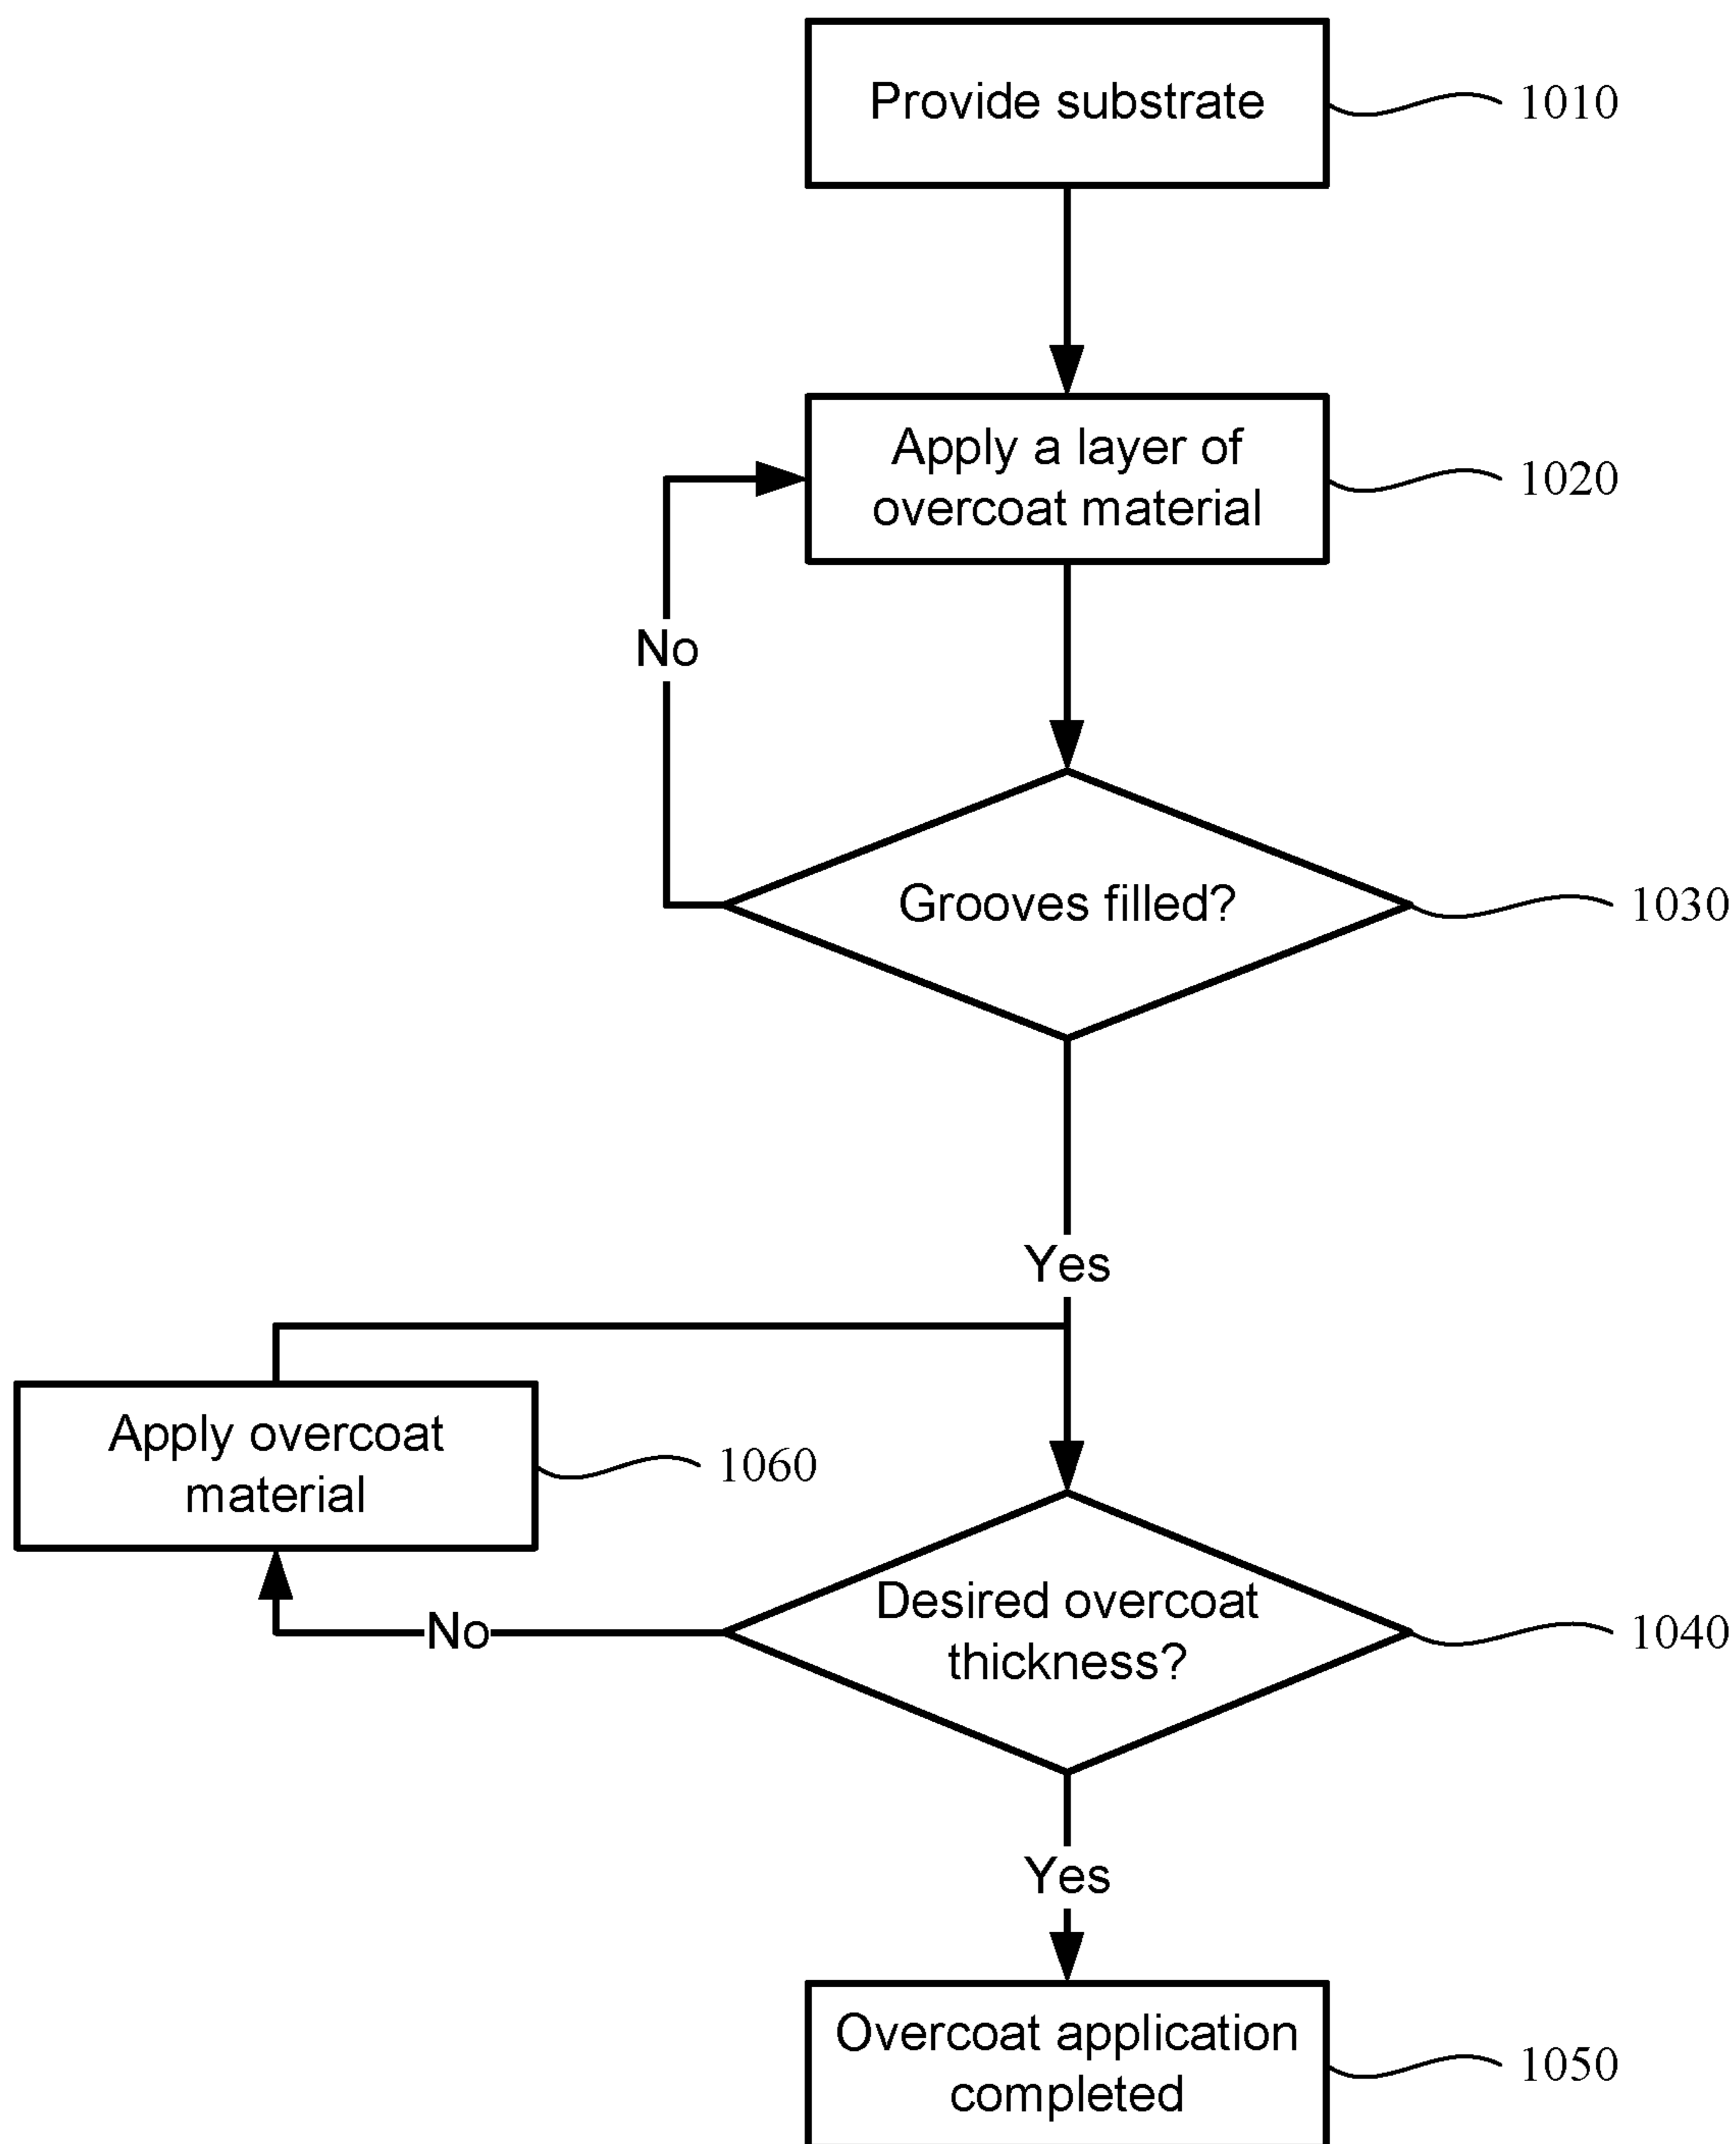 Provide substrate
1010
Apply a layer of
overcoat material
1020
No
Grooves filled?
1030
Yes
Apply overcoat
material
1060
Desired overcoat
thickness?
1040
No
Yes
Overcoat application
completed
1050